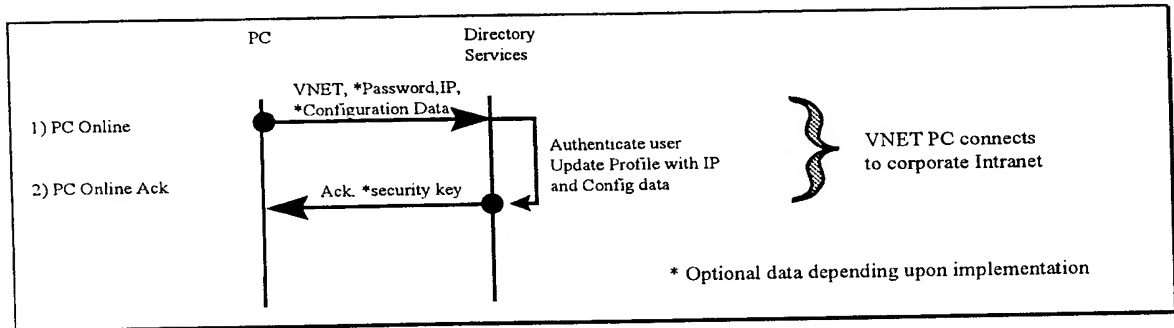 PC
Directory
Services
VNET, *Password,IP,
*Configuration Data
1) PC Online
Authenticate user
Update Profile with IP
and Config data
VNET PC connects
to corporate Intranet
2) PC Online Ack
Ack. *security key
* Optional data depending upon implementation